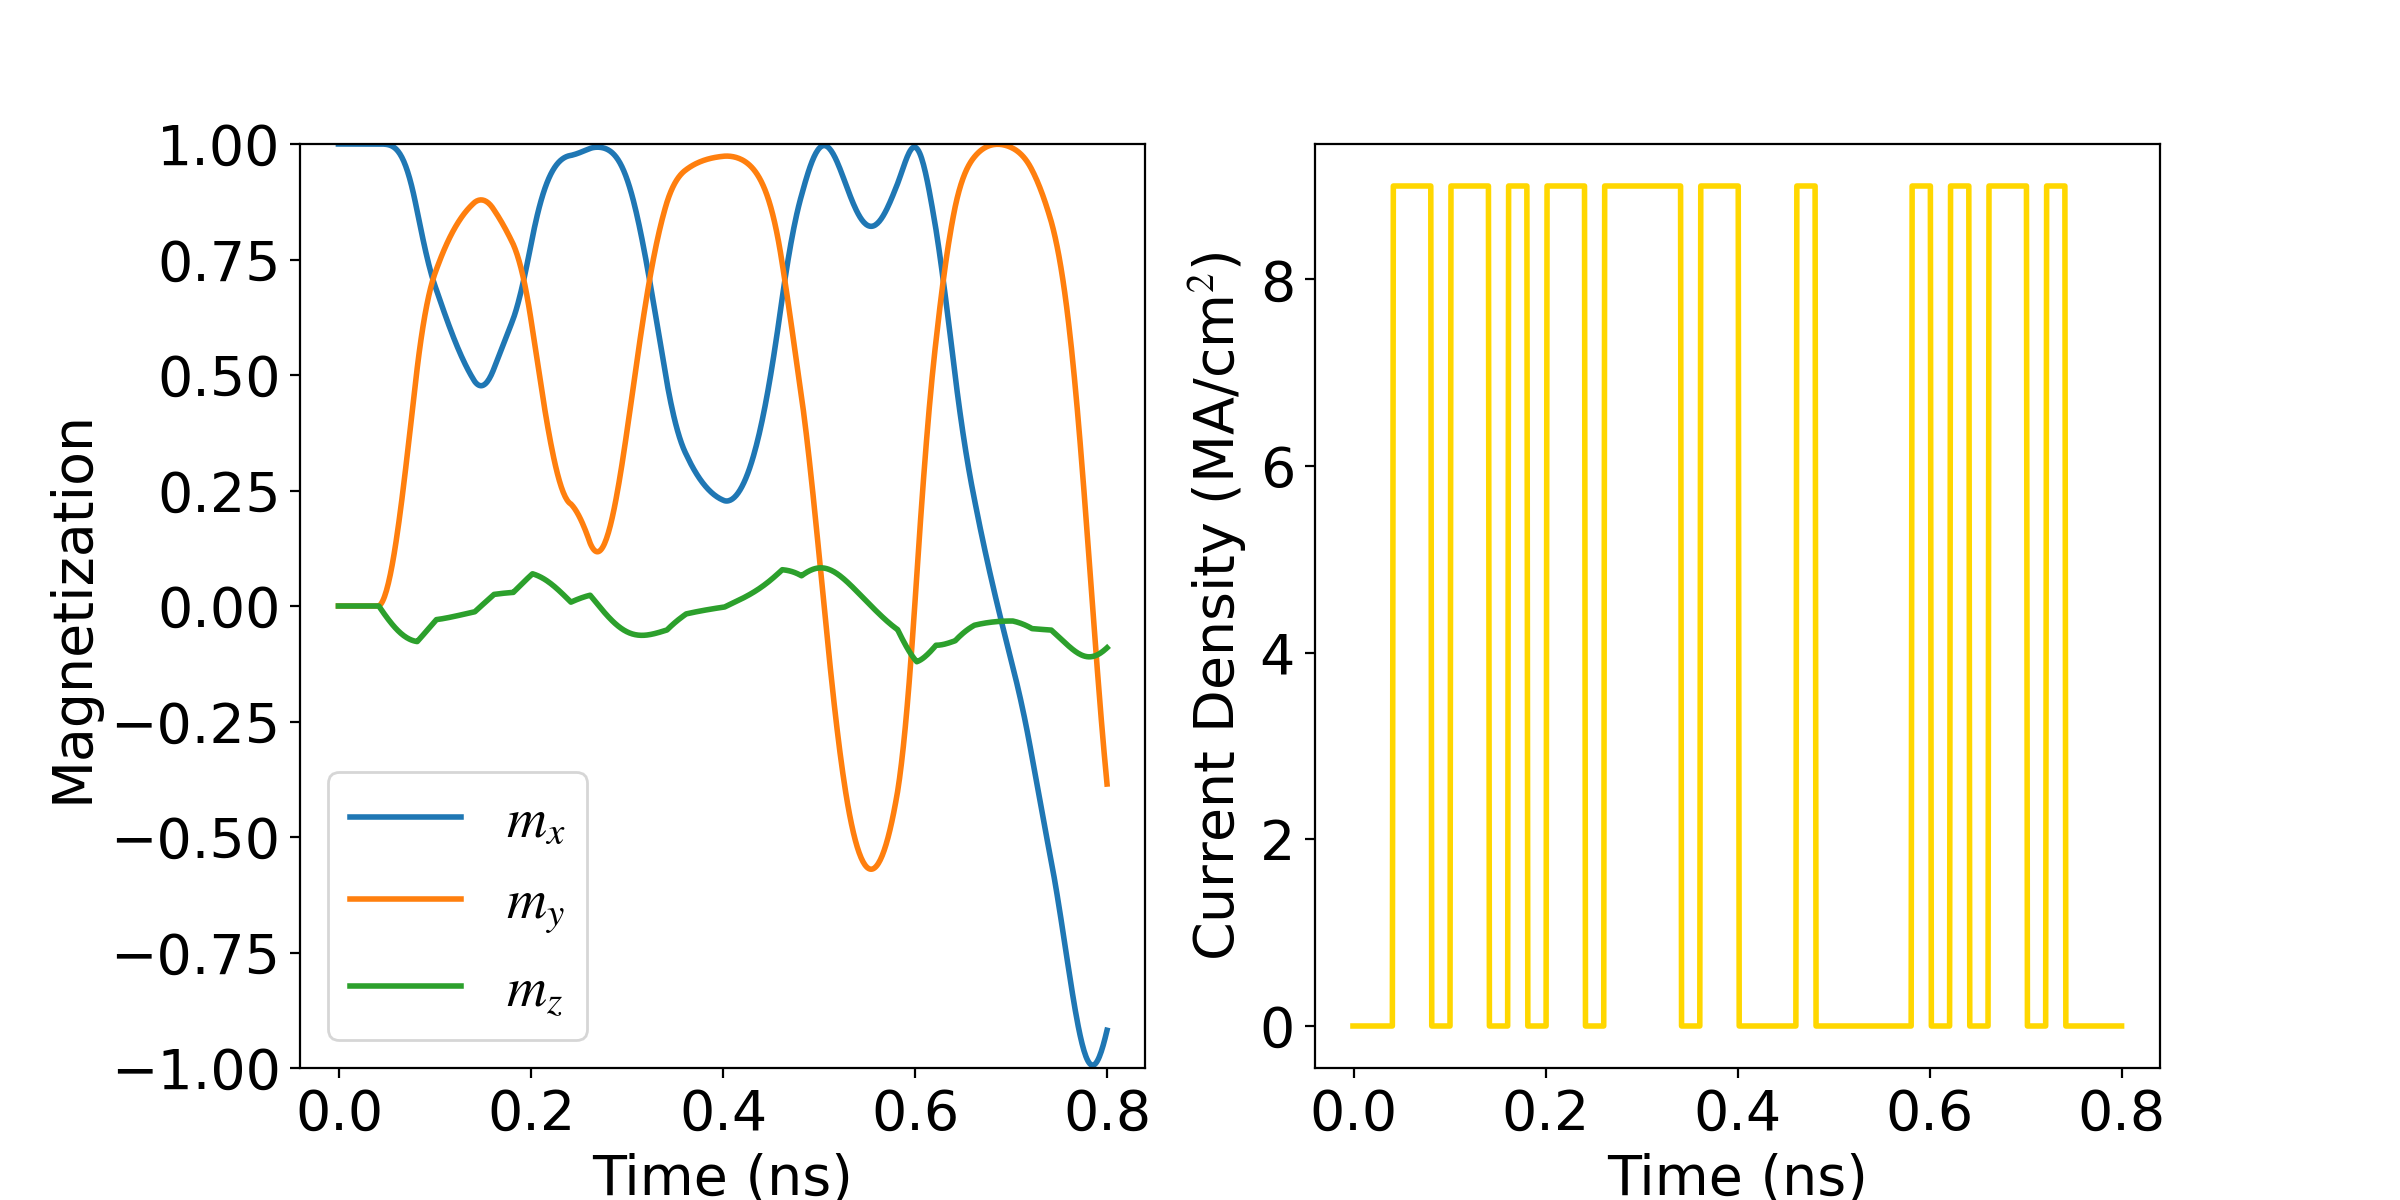 Magnetization
1.00
0.75
0.50
0.25
0.00
−0.25
−0.50
−0.75
−1.00
0.0 0.2 0.4 0.6 0.8
Time (ns)
m_x
m_y
m_z
Current Density (MA/cm²)
8
6
4
2
0
0.0 0.2 0.4 0.6 0.8
Time (ns)